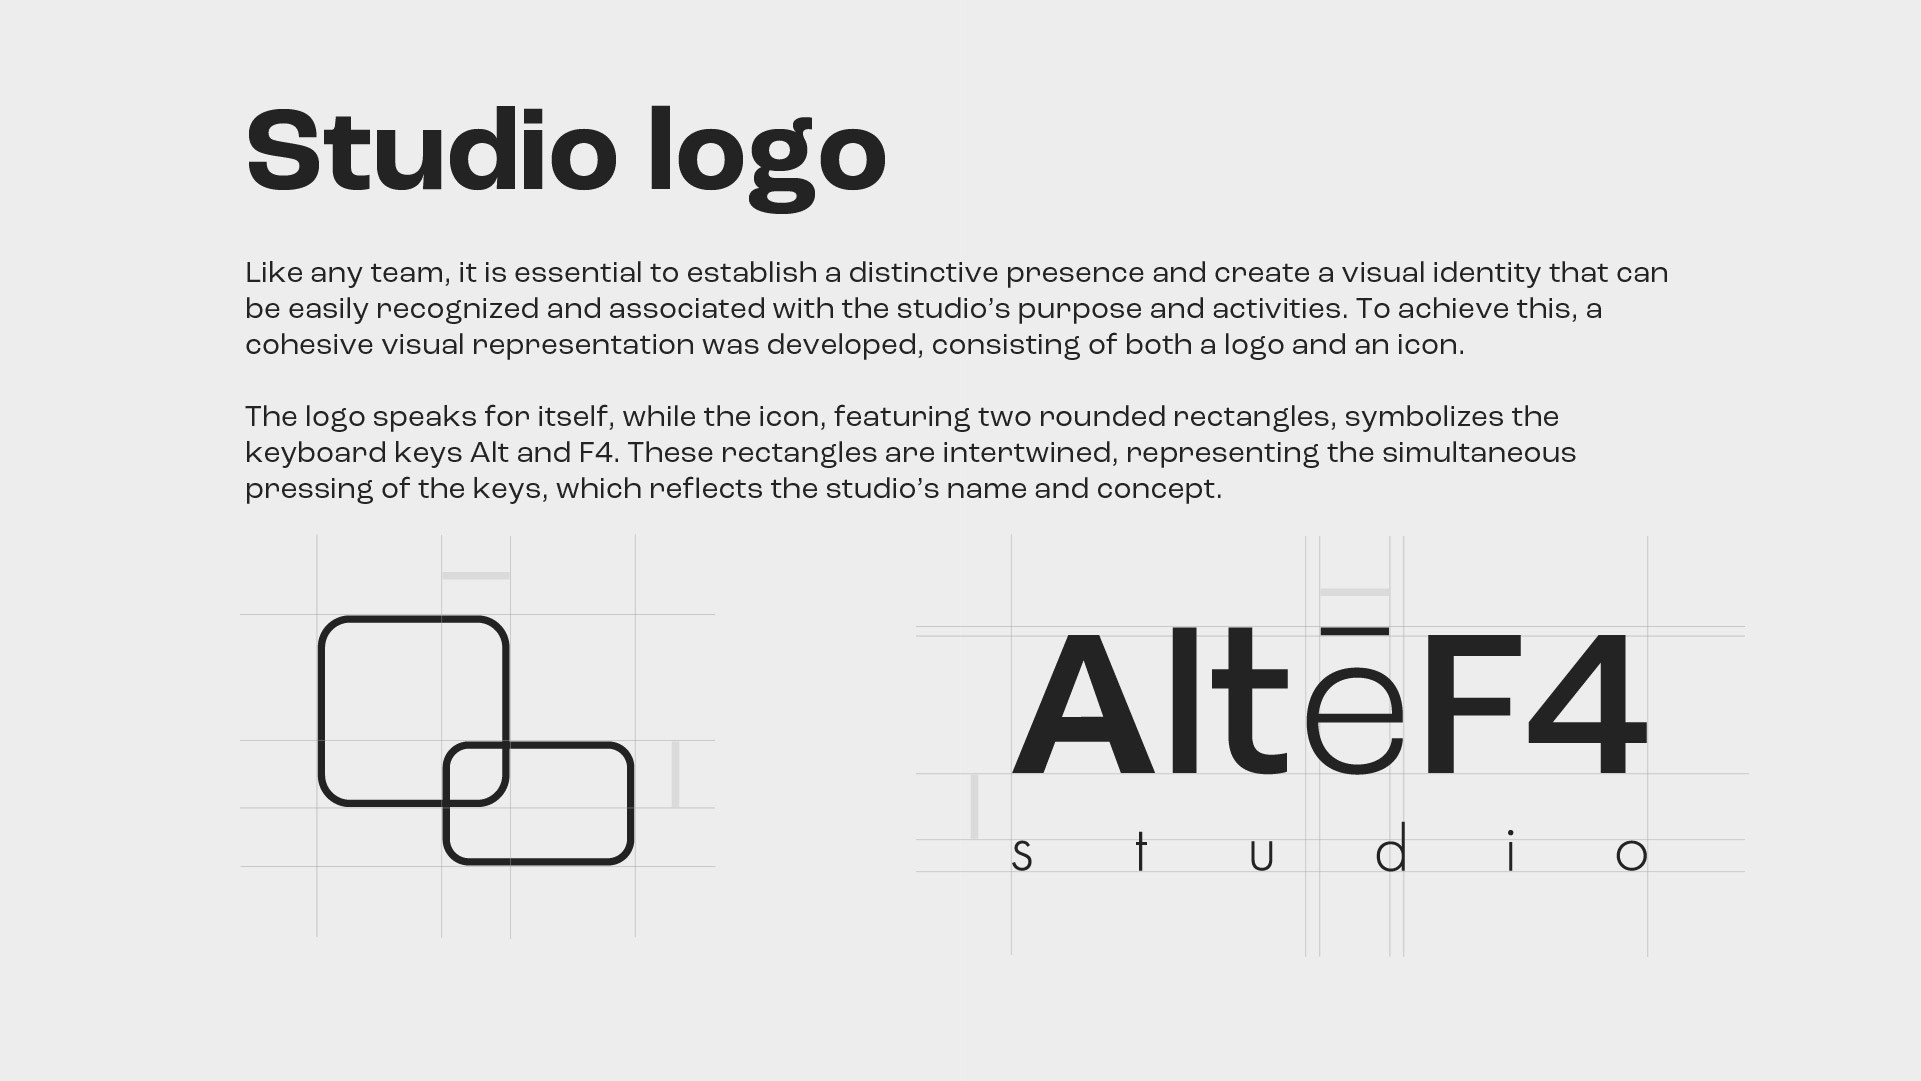 Studio logo
Like any team, it is essential to establish a distinctive presence and create a visual identity that can
be easily recognized and associated with the studio’s purpose and activities. To achieve this, a
cohesive visual representation was developed, consisting of both a logo and an icon.
The logo speaks for itself, while the icon, featuring two rounded rectangles, symbolizes the
keyboard keys Alt and F4. These rectangles are intertwined, representing the simultaneous
pressing of the keys, which reflects the studio’s name and concept.
AltēF4
studio